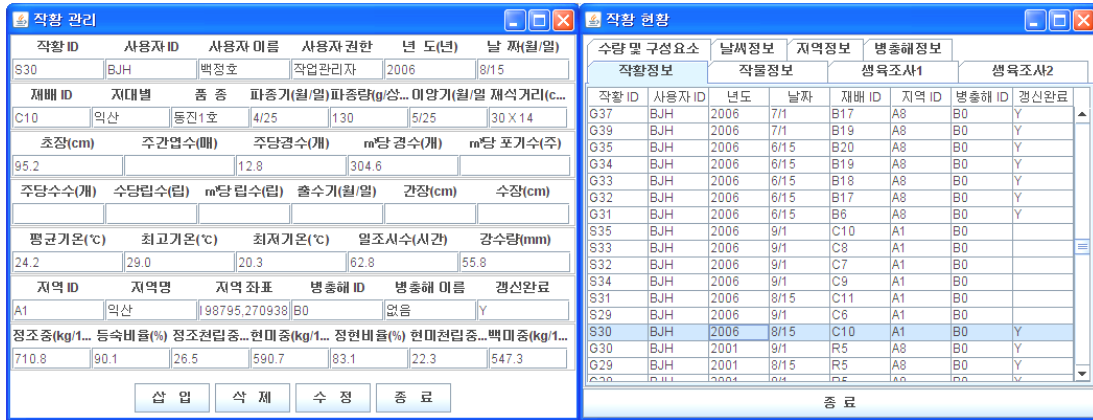 작황 관리
작황 ID 사용자 ID 사용자 이름 사용자 권한 년 도(년) 날 짜(월/일)
S30 BJH 백정호 작업관리자 2006 8/15
재배 ID 지대별 품 종 파종기(월/일) 파종량(g/상... 이앙기(월/일 재식거리(c...
C10 익산 동진1호 4/25 130 5/25 30 X 14
초장(cm) 주간엽수(매) 주당경수(개) ㎡당 경수(개) ㎡당 포기수(주)
95.2 12.8 304.6
주당수수(개) 수당립수(립) ㎡당 립수(립) 출수기(월/일) 간장(cm) 수장(cm)
평균기온(℃) 최고기온(℃) 최저기온(℃) 일조시수(시간) 강수량(mm)
24.2 29.0 20.3 62.8 55.8
지역 ID 지역명 지역 좌표 병충해 ID 병충해 이름 갱신완료
A1 익산 198795,270938 B0 없음 Y
정조중(kg/1... 등숙비율(%) 정조천립중... 현미중(kg/1... 정현비율(%) 현미천립중... 백미중(kg/1...
710.8 90.1 26.5 590.7 83.1 22.3 547.3
삽 입 삭 제 수 정 종 료
작황 현황
수량 및 구성요소 날씨정보 지역정보 병충해정보
작황정보 작물정보 생육조사1 생육조사2
작황 ID 사용자 ID 년도 날짜 재배 ID 지역 ID 병충해 ID 갱신완료
G37 BJH 2006 7/1 B17 A8 B0 Y
G39 BJH 2006 7/1 B19 A8 B0 Y
G35 BJH 2006 6/15 B20 A8 B0 Y
G34 BJH 2006 6/15 B19 A8 B0 Y
G33 BJH 2006 6/15 B18 A8 B0 Y
G32 BJH 2006 6/15 B17 A8 B0 Y
G31 BJH 2006 6/15 B6 A8 B0 Y
S35 BJH 2006 9/1 C10 A1 B0
S33 BJH 2006 9/1 C8 A1 B0
S32 BJH 2006 9/1 C7 A1 B0
S34 BJH 2006 9/1 C9 A1 B0
S31 BJH 2006 8/15 C11 A1 B0
S29 BJH 2006 9/1 C6 A1 B0
S30 BJH 2006 8/15 C10 A1 B0 Y
G30 BJH 2001 9/1 R5 A8 B0 Y
G29 BJH 2001 8/15 R5 A8 B0 Y
종 료